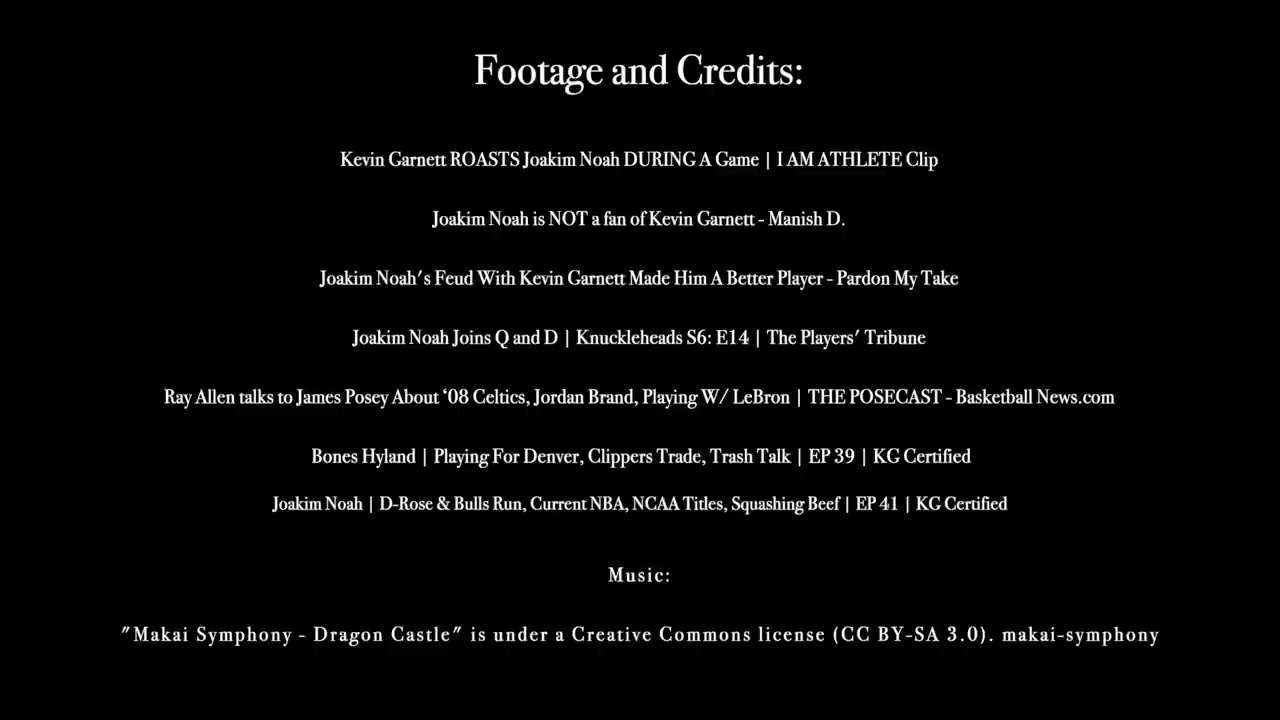 Footage and Credits:
Kevin Garnett ROASTS Joakim Noah DURING A Game | I AM ATHLETE Clip
Joakim Noah is NOT a fan of Kevin Garnett - Manish D.
Joakim Noah's Feud With Kevin Garnett Made Him A Better Player - Pardon My Take
Joakim Noah Joins Q and D | Knuckleheads S6: E14 | The Players' Tribune
Ray Allen talks to James Posey About ‘08 Celtics, Jordan Brand, Playing W/ LeBron | THE POSECAST - Basketball News.com
Bones Hyland | Playing For Denver, Clippers Trade, Trash Talk | EP 39 | KG Certified
Joakim Noah | D-Rose & Bulls Run, Current NBA, NCAA Titles, Squashing Beef | EP 41 | KG Certified
Music:
"Makai Symphony - Dragon Castle" is under a Creative Commons license (CC BY-SA 3.0). makai-symphony